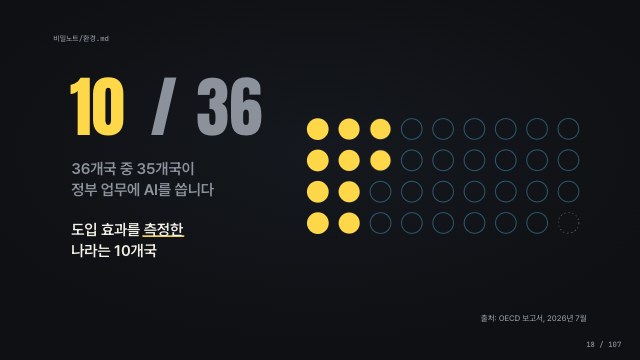 비밀노트/환경.md
10 / 36
36개국 중 35개국이
정부 업무에 AI를 씁니다
도입 효과를 측정한
나라는 10개국
출처: OECD 보고서, 2026년 7월
18 / 107